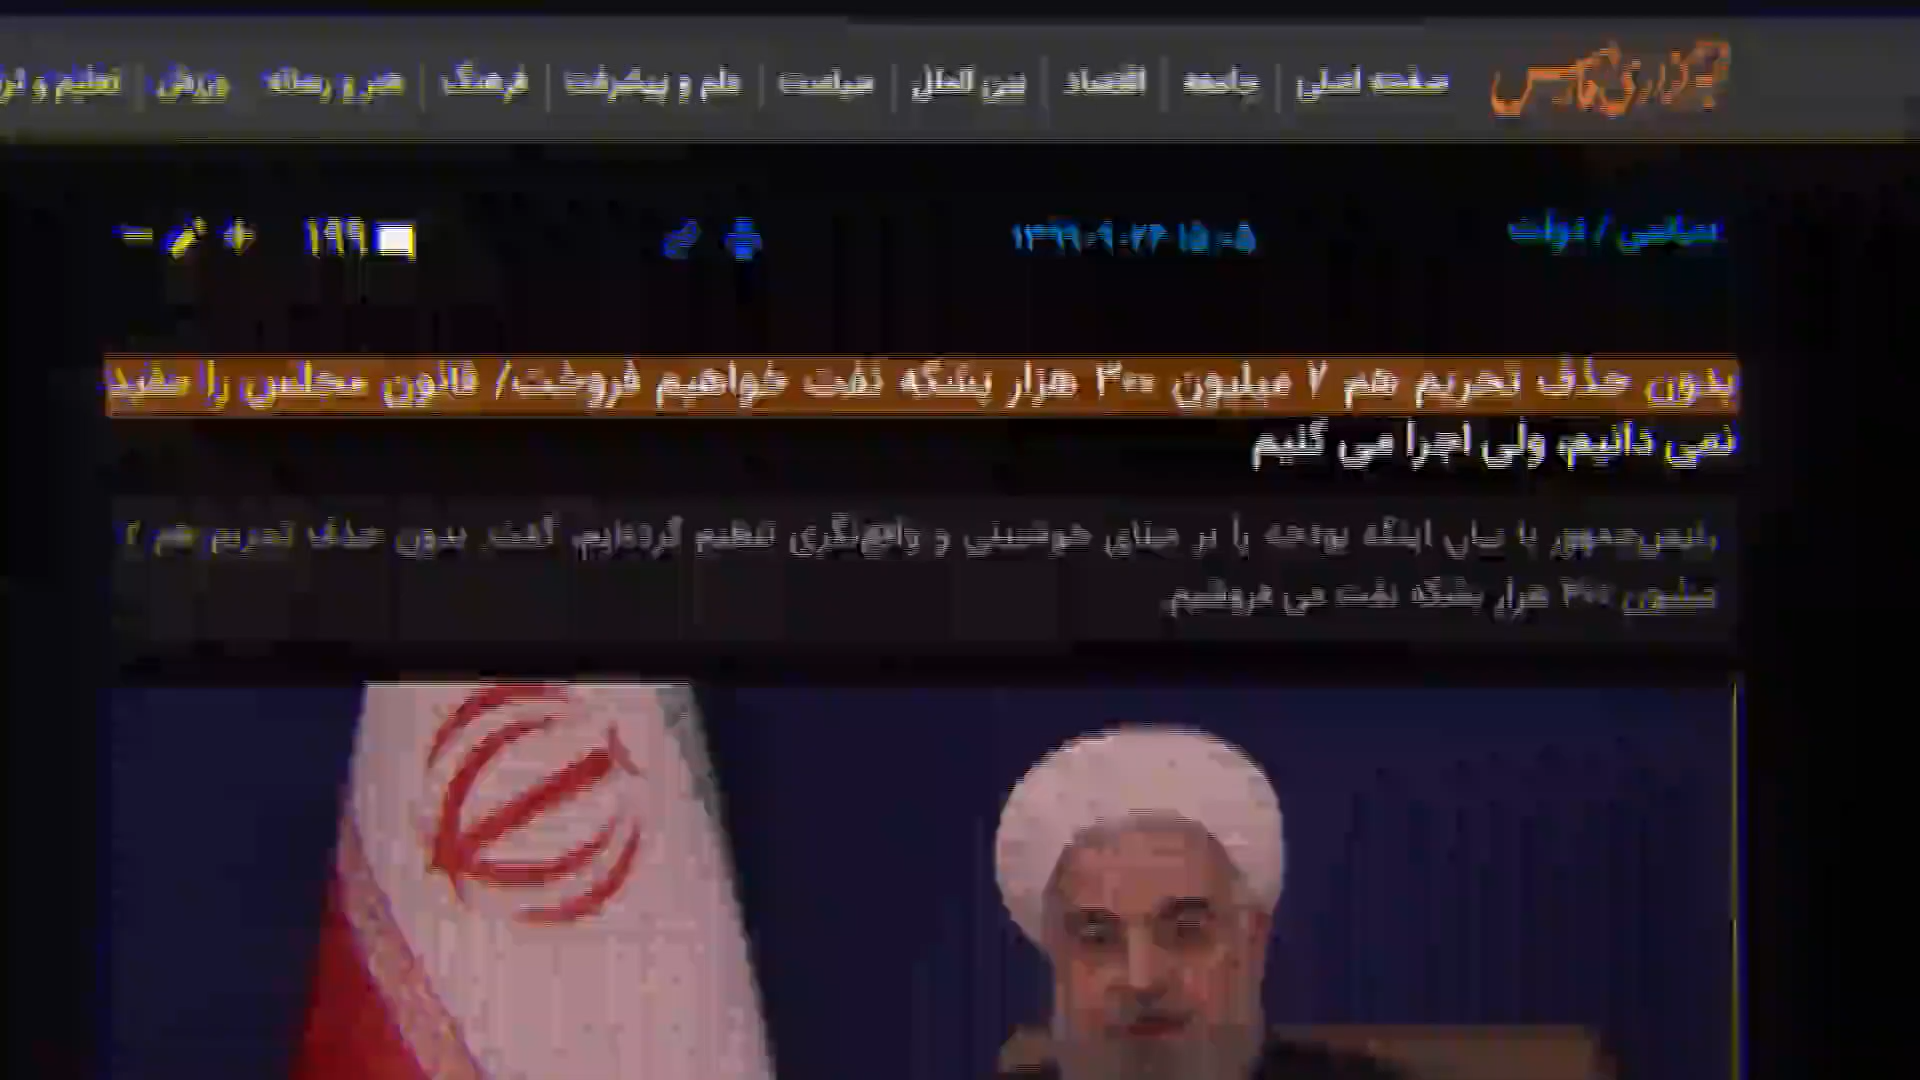 خبرگزاری فارس
صفحه اصلی | جامعه | اقتصاد | بین الملل | سیاست | علم و پیشرفت | فرهنگ | هنر و رسانه | ورزش | تعلیم و تر
سیاسی / دولت
۱۳۹۹-۰۹-۲۴ ۱۵:۰۵
۱۹۹
بدون حذف تحریم هم ۲ میلیون ۳۰۰ هزار بشکه نفت خواهیم فروخت/ قانون مجلس را مفید
نمی دانیم، ولی اجرا می کنیم
رئیس‌جمهور با بیان اینکه بودجه را بر مبنای خوشبینی و واقع‌نگری تنظیم کرده‌ایم، گفت: بدون حذف تحریم هم ۲
میلیون ۳۰۰ هزار بشکه نفت می فروشیم.